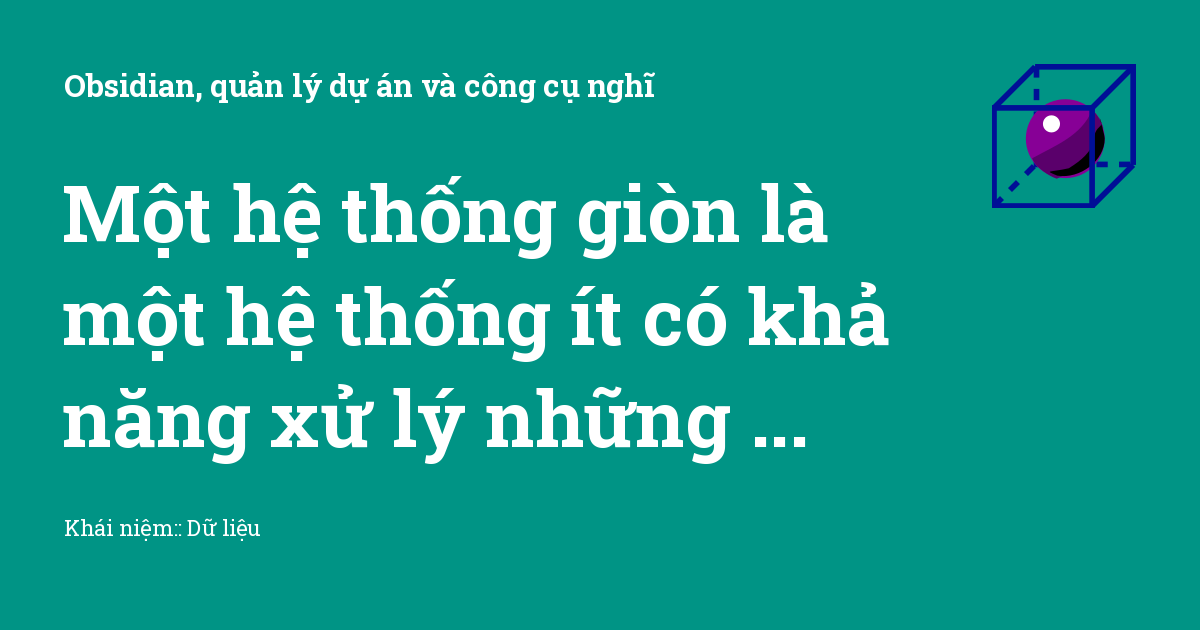 Obsidian, quản lý dự án và công cụ nghĩ
Một hệ thống giòn là
một hệ thống ít có khả
năng xử lý những ...
Khái niệm:: Dữ liệu